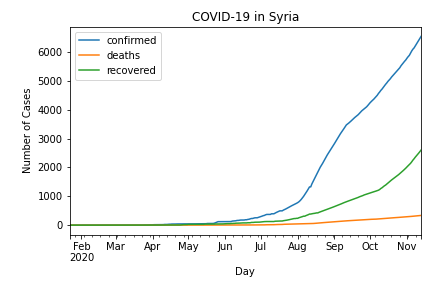 COVID-19 in Syria
confirmed
deaths
recovered
Number of Cases
6000
5000
4000
3000
2000
1000
0
Feb Mar Apr May Jun Jul Aug Sep Oct Nov
2020
Day